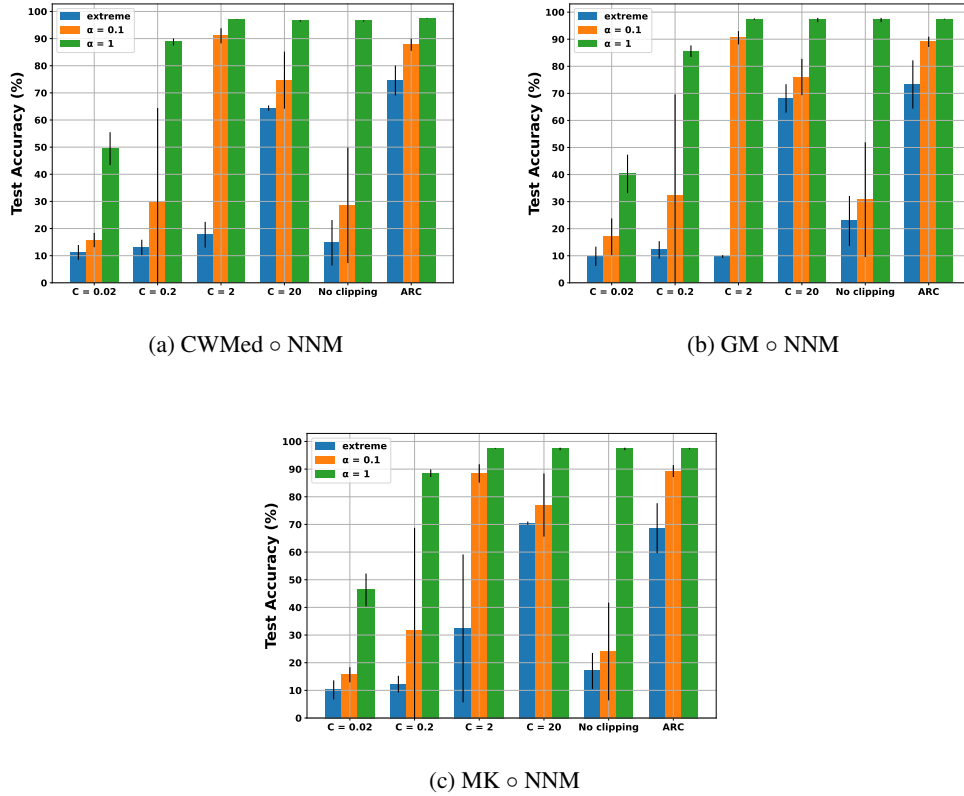 extreme
α = 0.1
α = 1
Test Accuracy (%)
100
90
80
70
60
50
40
30
20
10
0
C = 0.02 C = 0.2 C = 2 C = 20 No clipping ARC
(a) CWMed ∘ NNM
extreme
α = 0.1
α = 1
Test Accuracy (%)
100
90
80
70
60
50
40
30
20
10
0
C = 0.02 C = 0.2 C = 2 C = 20 No clipping ARC
(b) GM ∘ NNM
extreme
α = 0.1
α = 1
Test Accuracy (%)
100
90
80
70
60
50
40
30
20
10
0
C = 0.02 C = 0.2 C = 2 C = 20 No clipping ARC
(c) MK ∘ NNM